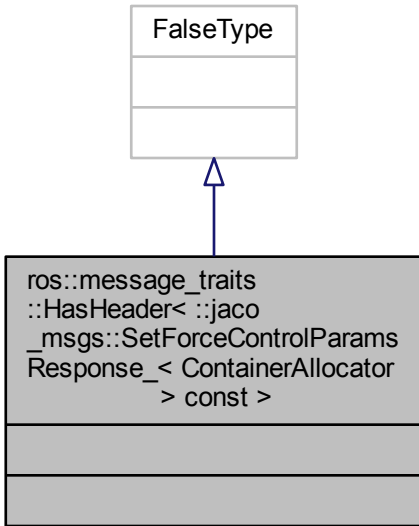 FalseType
ros::message_traits
::HasHeader< ::jaco
_msgs::SetForceControlParams
Response_< ContainerAllocator
> const >